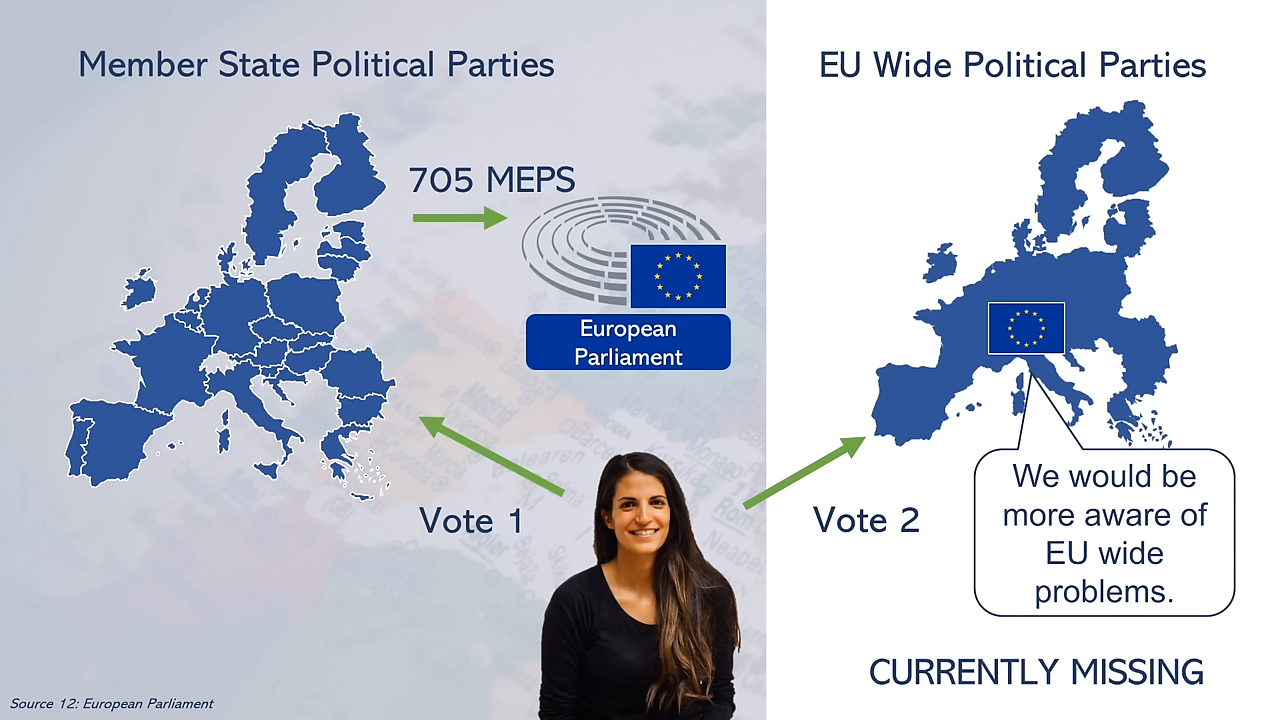 Member State Political Parties
EU Wide Political Parties
705 MEPS
European
Parliament
Vote 1
Vote 2
We would be
more aware of
EU wide
problems.
CURRENTLY MISSING
Source 12: European Parliament